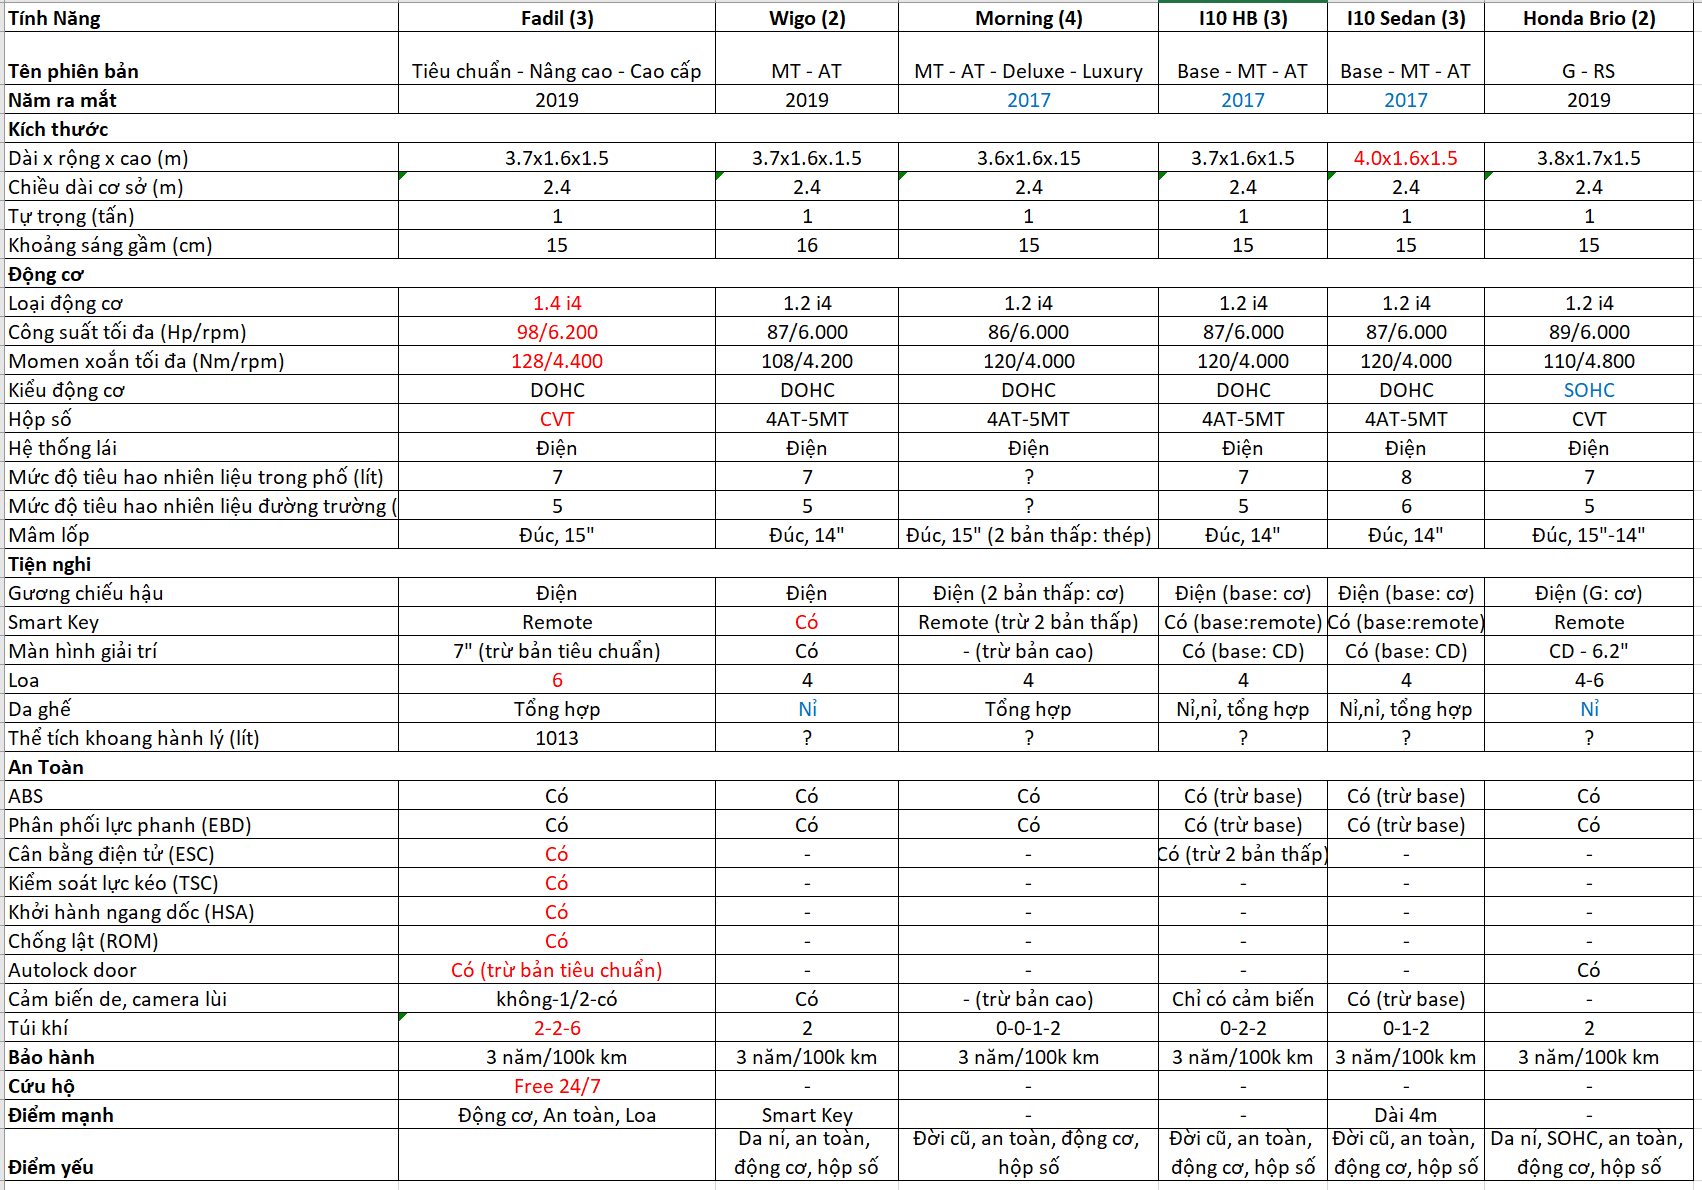 Tính Năng Fadil (3) Wigo (2) Morning (4) I10 HB (3) I10 Sedan (3) Honda Brio (2)
Tên phiên bản Tiêu chuẩn - Nâng cao - Cao cấp MT - AT MT - AT - Deluxe - Luxury Base - MT - AT Base - MT - AT G - RS
Năm ra mắt 2019 2019 2017 2017 2017 2019
Kích thước
Dài x rộng x cao (m) 3.7x1.6x1.5 3.7x1.6x.1.5 3.6x1.6x.15 3.7x1.6x1.5 4.0x1.6x1.5 3.8x1.7x1.5
Chiều dài cơ sở (m) 2.4 2.4 2.4 2.4 2.4 2.4
Tự trọng (tấn) 1 1 1 1 1 1
Khoảng sáng gầm (cm) 15 16 15 15 15 15
Động cơ
Loại động cơ 1.4 i4 1.2 i4 1.2 i4 1.2 i4 1.2 i4 1.2 i4
Công suất tối đa (Hp/rpm) 98/6.200 87/6.000 86/6.000 87/6.000 87/6.000 89/6.000
Momen xoắn tối đa (Nm/rpm) 128/4.400 108/4.200 120/4.000 120/4.000 120/4.000 110/4.800
Kiểu động cơ DOHC DOHC DOHC DOHC DOHC SOHC
Hộp số CVT 4AT-5MT 4AT-5MT 4AT-5MT 4AT-5MT CVT
Hệ thống lái Điện Điện Điện Điện Điện Điện
Mức độ tiêu hao nhiên liệu trong phố (lít) 7 7 ? 7 8 7
Mức độ tiêu hao nhiên liệu đường trường ( 5 5 ? 5 6 5
Mâm lốp Đúc, 15" Đúc, 14" Đúc, 15" (2 bản thấp: thép) Đúc, 14" Đúc, 14" Đúc, 15"-14"
Tiện nghi
Gương chiếu hậu Điện Điện Điện (2 bản thấp: cơ) Điện (base: cơ) Điện (base: cơ) Điện (G: cơ)
Smart Key Remote Có Remote (trừ 2 bản thấp) Có (base:remote) Có (base:remote) Remote
Màn hình giải trí 7" (trừ bản tiêu chuẩn) Có - (trừ bản cao) Có (base: CD) Có (base: CD) CD - 6.2"
Loa 6 4 4 4 4 4-6
Da ghế Tổng hợp Nỉ Tổng hợp Nỉ,nỉ, tổng hợp Nỉ,nỉ, tổng hợp Nỉ
Thể tích khoang hành lý (lít) 1013 ? ? ? ? ?
An Toàn
ABS Có Có Có Có (trừ base) Có (trừ base) Có
Phân phối lực phanh (EBD) Có Có Có Có (trừ base) Có (trừ base) Có
Cân bằng điện tử (ESC) Có - - Có (trừ 2 bản thấp) - -
Kiểm soát lực kéo (TSC) Có - - - - -
Khởi hành ngang dốc (HSA) Có - - - - -
Chống lật (ROM) Có - - - - -
Autolock door Có (trừ bản tiêu chuẩn) - - - - Có
Cảm biến de, camera lùi không-1/2-có Có - (trừ bản cao) Chỉ có cảm biến Có (trừ base) -
Túi khí 2-2-6 2 0-0-1-2 0-2-2 0-1-2 2
Bảo hành 3 năm/100k km 3 năm/100k km 3 năm/100k km 3 năm/100k km 3 năm/100k km 3 năm/100k km
Cứu hộ Free 24/7 - - - - -
Điểm mạnh Động cơ, An toàn, Loa Smart Key - - Dài 4m -
Da ní, an toàn, Đời cũ, an toàn, động cơ, Đời cũ, an toàn, Đời cũ, an toàn, Da ní, SOHC, an toàn,
Điểm yếu động cơ, hộp số hộp số động cơ, hộp số động cơ, hộp số động cơ, hộp số